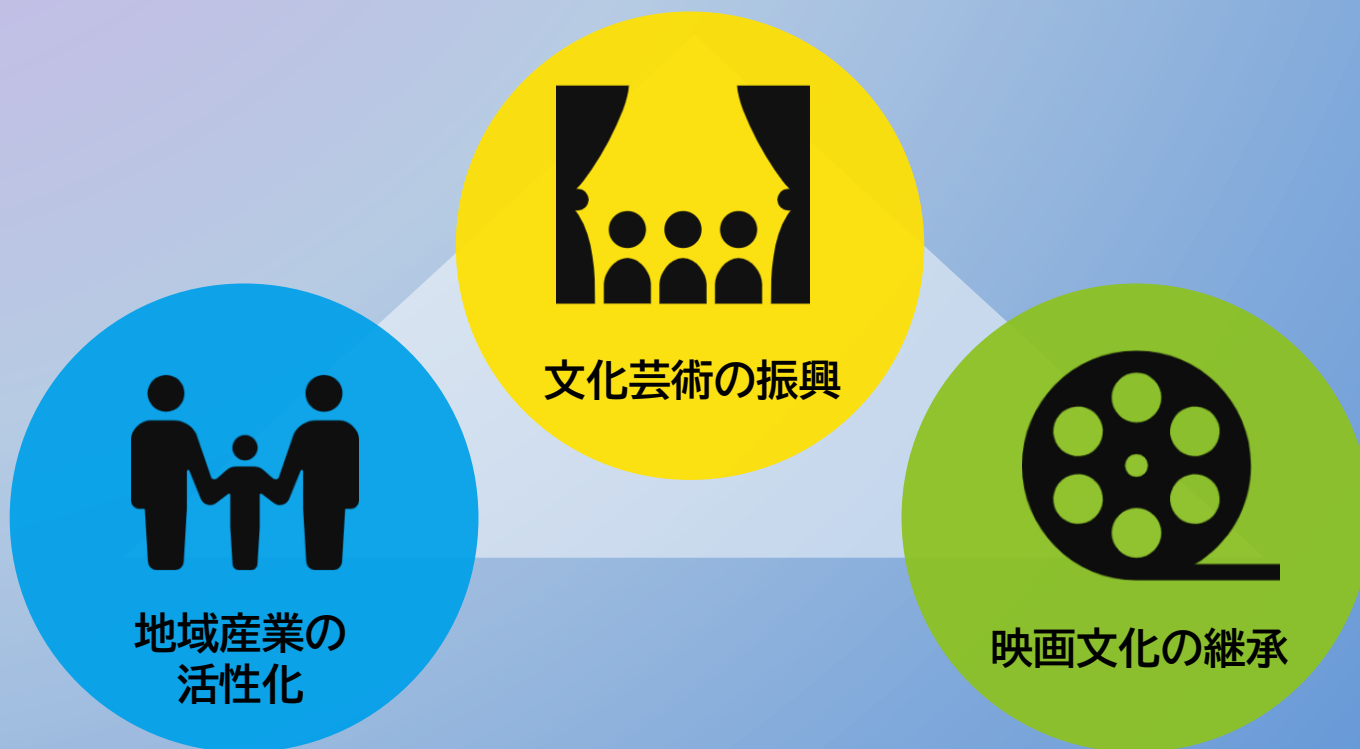 文化芸術の振興
地域産業の
活性化
映画文化の継承